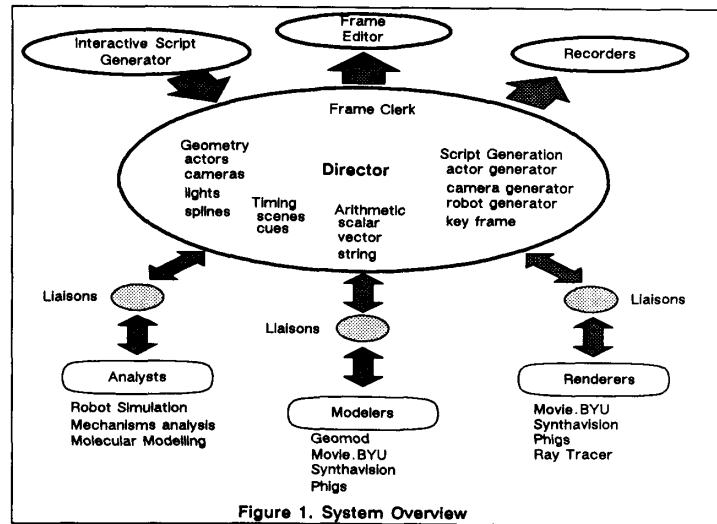 Interactive Script
Generator
Frame
Editor
Recorders
Frame Clerk
Director
Geometry
actors
cameras
lights
splines
Timing
scenes
cues
Arithmetic
scalar
vector
string
Script Generation
actor generator
camera generator
robot generator
key frame
Liaisons
Liaisons
Liaisons
Analysts
Robot Simulation
Mechanisms analysis
Molecular Modelling
Modelers
Geomod
Movie.BYU
Synthavision
Phigs
Renderers
Movie.BYU
Synthavision
Phigs
Ray Tracer
Figure 1. System Overview